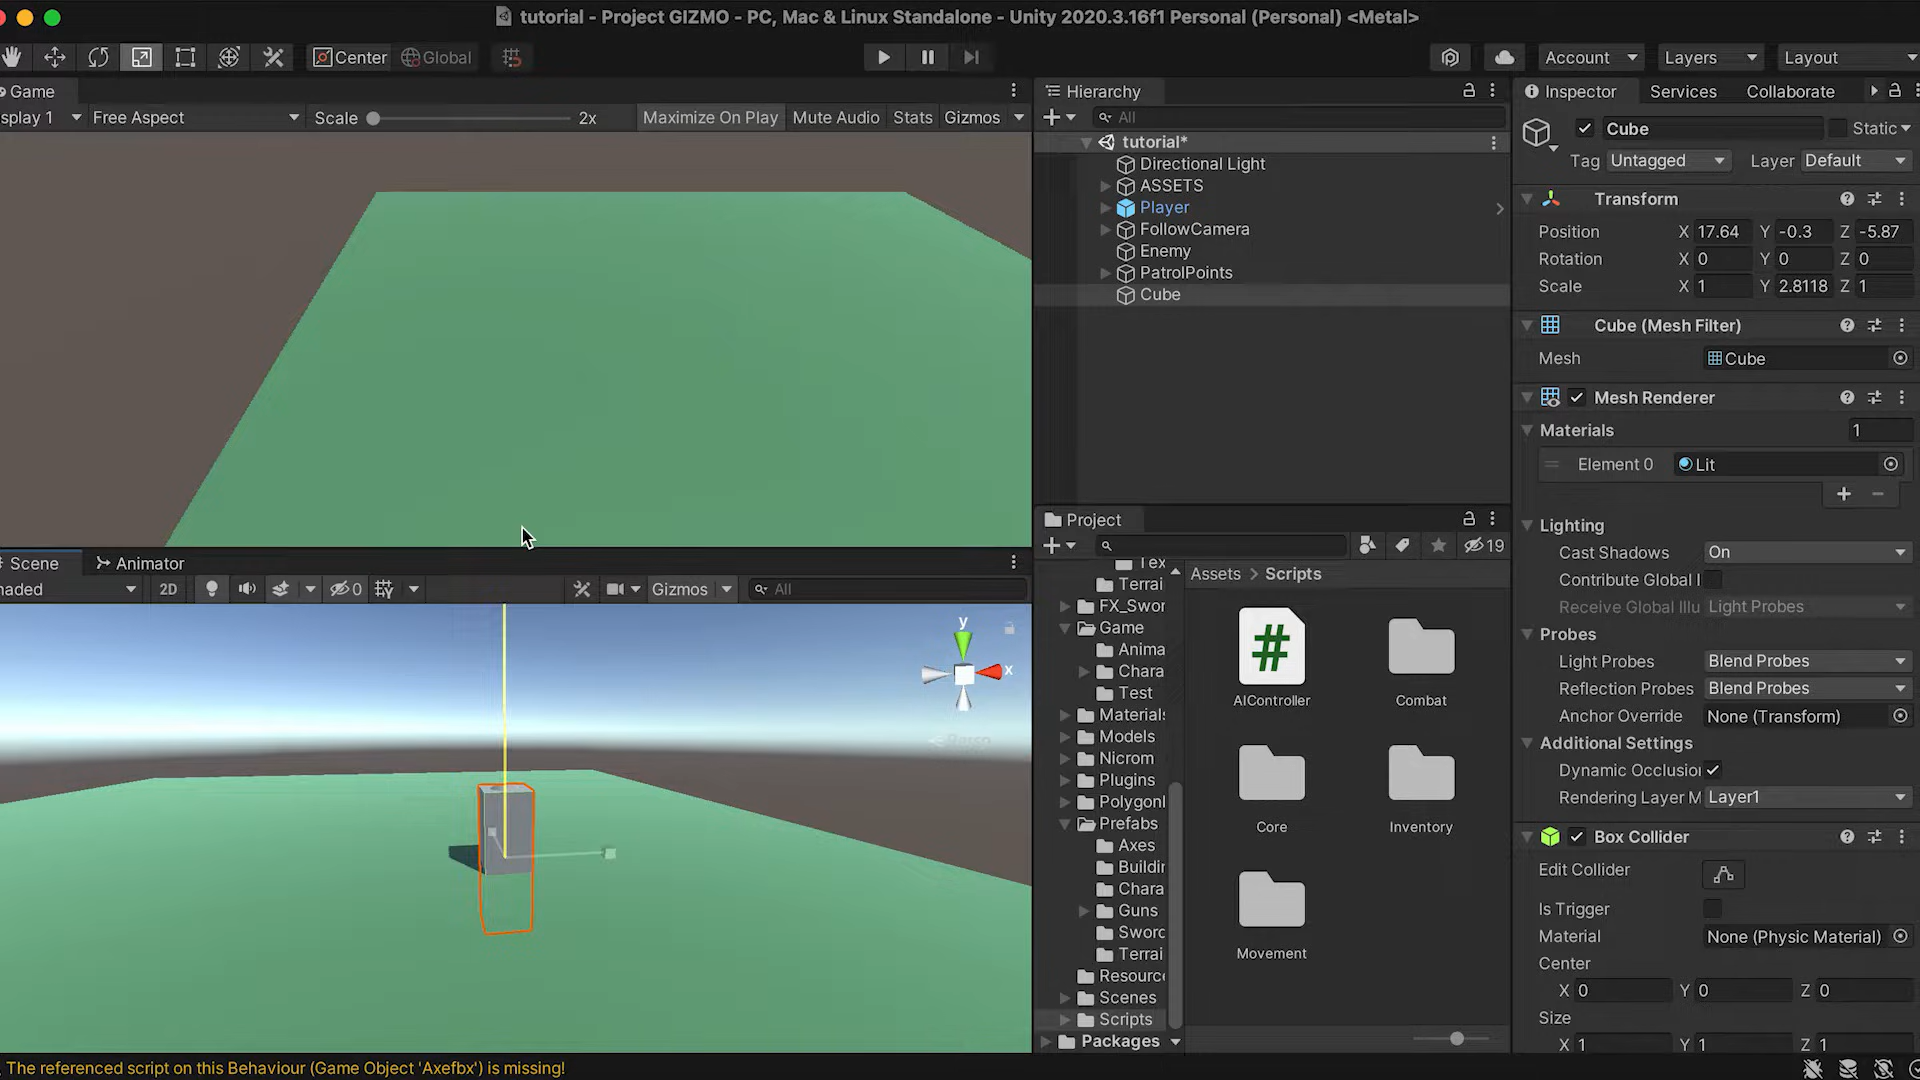 tutorial - Project GIZMO - PC, Mac & Linux Standalone - Unity 2020.3.16f1 Personal (Personal) <Metal>
Center Global Account Layers Layout
Game
splay 1 Free Aspect Scale 2x Maximize On Play Mute Audio Stats Gizmos
Scene Animator
haded 2D 0 Gizmos All
y
x
Persp
Hierarchy
All
tutorial*
Directional Light
ASSETS
Player
FollowCamera
Enemy
PatrolPoints
Cube
Project
19
Tex
Terrai
FX_Swor
Game
Anima
Chara
Test
Materials
Models
Nicrom
Plugins
Polygonl
Prefabs
Axes
Buildin
Chara
Guns
Sword
Terrai
Resource
Scenes
Scripts
Packages
Assets > Scripts
AIController
Combat
Core
Inventory
Movement
Inspector Services Collaborate
Cube Static
Tag Untagged Layer Default
Transform
Position X 17.64 Y -0.3 Z -5.87
Rotation X 0 Y 0 Z 0
Scale X 1 Y 2.8118 Z 1
Cube (Mesh Filter)
Mesh Cube
Mesh Renderer
Materials 1
Element 0 Lit
Lighting
Cast Shadows On
Contribute Global I
Receive Global Illu Light Probes
Probes
Light Probes Blend Probes
Reflection Probes Blend Probes
Anchor Override None (Transform)
Additional Settings
Dynamic Occlusion
Rendering Layer M Layer1
Box Collider
Edit Collider
Is Trigger
Material None (Physic Material)
Center
X 0 Y 0 Z 0
Size
X 1 Y 1 Z 1
The referenced script on this Behaviour (Game Object 'Axefbx') is missing!